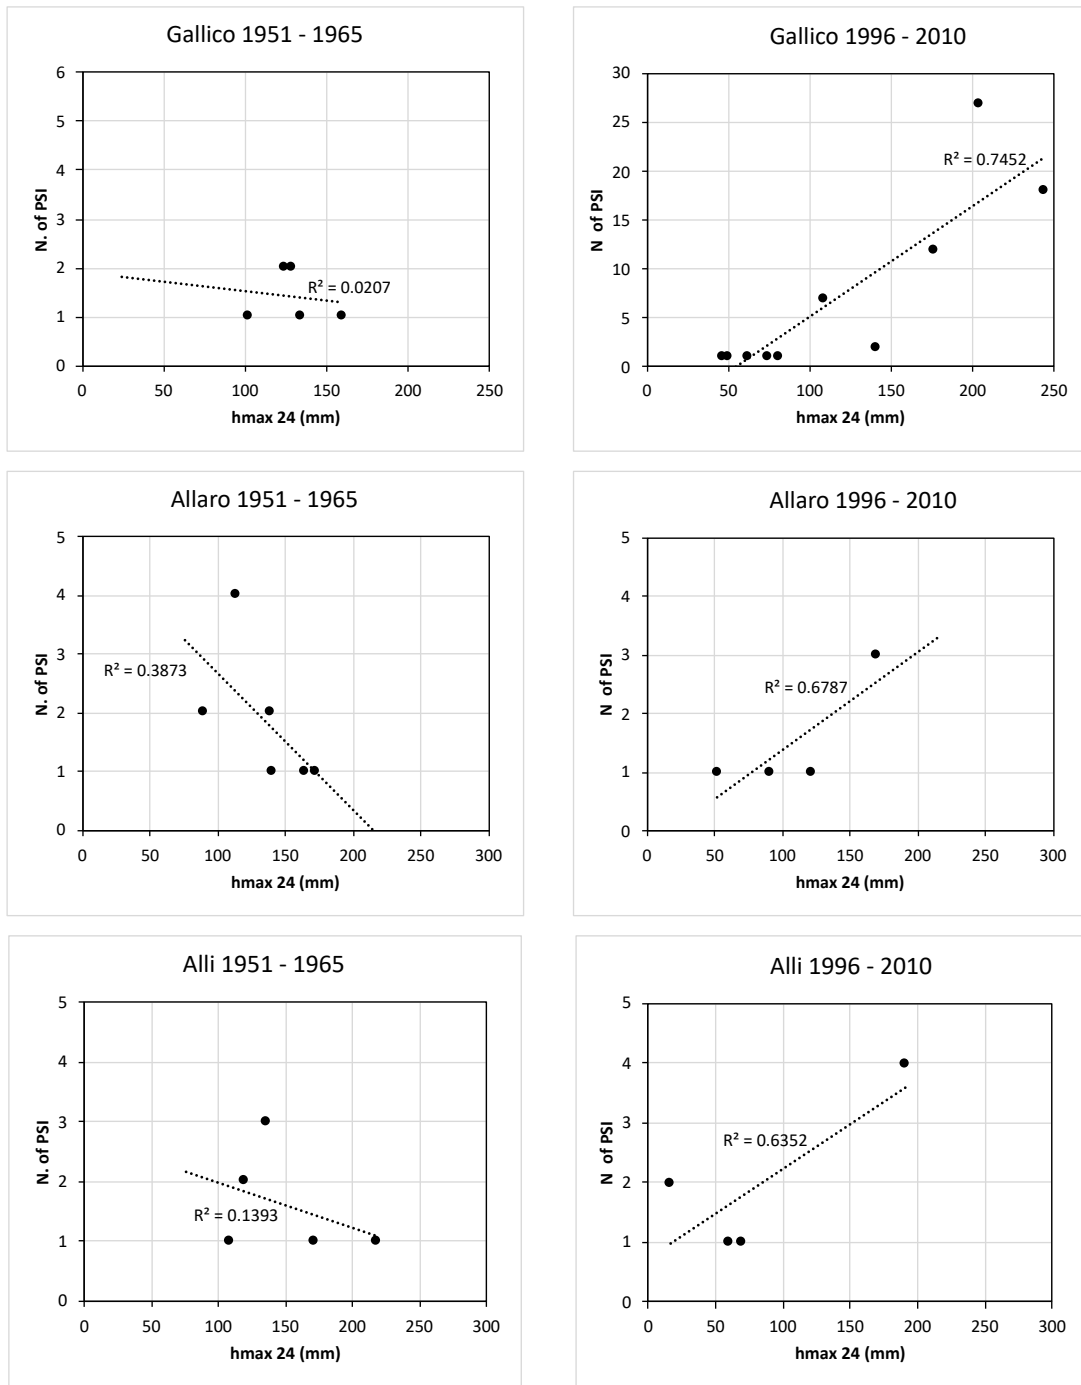 Gallico 1951 - 1965
6
5
4
3
2
1
0
N. of PSI
R² = 0.0207
0 50 100 150 200 250
hmax 24 (mm)
Gallico 1996 - 2010
30
25
20
15
10
5
0
N of PSI
R² = 0.7452
0 50 100 150 200 250
hmax 24 (mm)
Allaro 1951 - 1965
5
4
3
2
1
0
N. of PSI
R² = 0.3873
0 50 100 150 200 250 300
hmax 24 (mm)
Allaro 1996 - 2010
5
4
3
2
1
0
N of PSI
R² = 0.6787
0 50 100 150 200 250 300
hmax 24 (mm)
Alli 1951 - 1965
5
4
3
2
1
0
N. of PSI
R² = 0.1393
0 50 100 150 200 250 300
hmax 24 (mm)
Alli 1996 - 2010
5
4
3
2
1
0
N of PSI
R² = 0.6352
0 50 100 150 200 250 300
hmax 24 (mm)